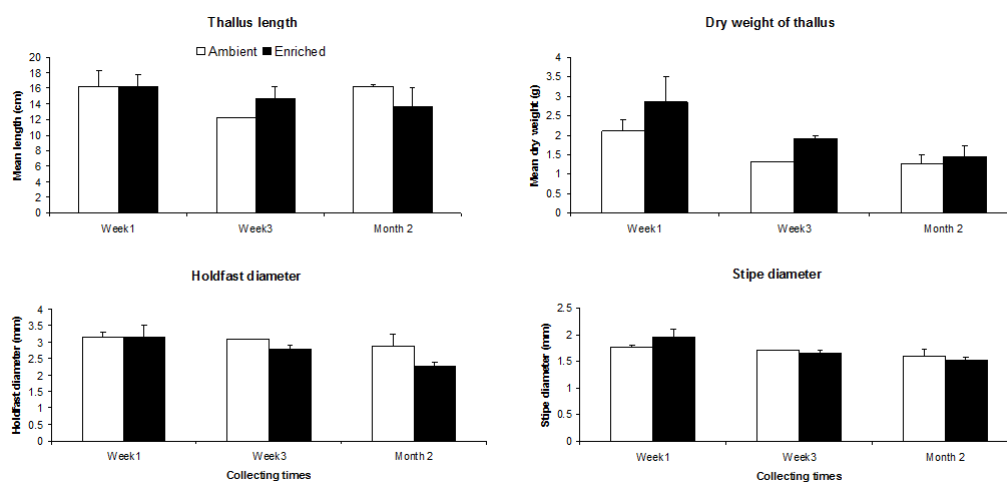 Thallus length
Ambient Enriched
Mean length (cm)
20
18
16
14
12
10
8
6
4
2
0
Week1 Week3 Month 2
Dry weight of thallus
Mean dry weight (g)
4
3.5
3
2.5
2
1.5
1
0.5
0
Week1 Week3 Month 2
Holdfast diameter
Holdfast diameter (mm)
4
3.5
3
2.5
2
1.5
1
0.5
0
Week1 Week3 Month 2
Collecting times
Stipe diameter
Stipe diameter (mm)
2.5
2
1.5
1
0.5
0
Week1 Week3 Month 2
Collecting times